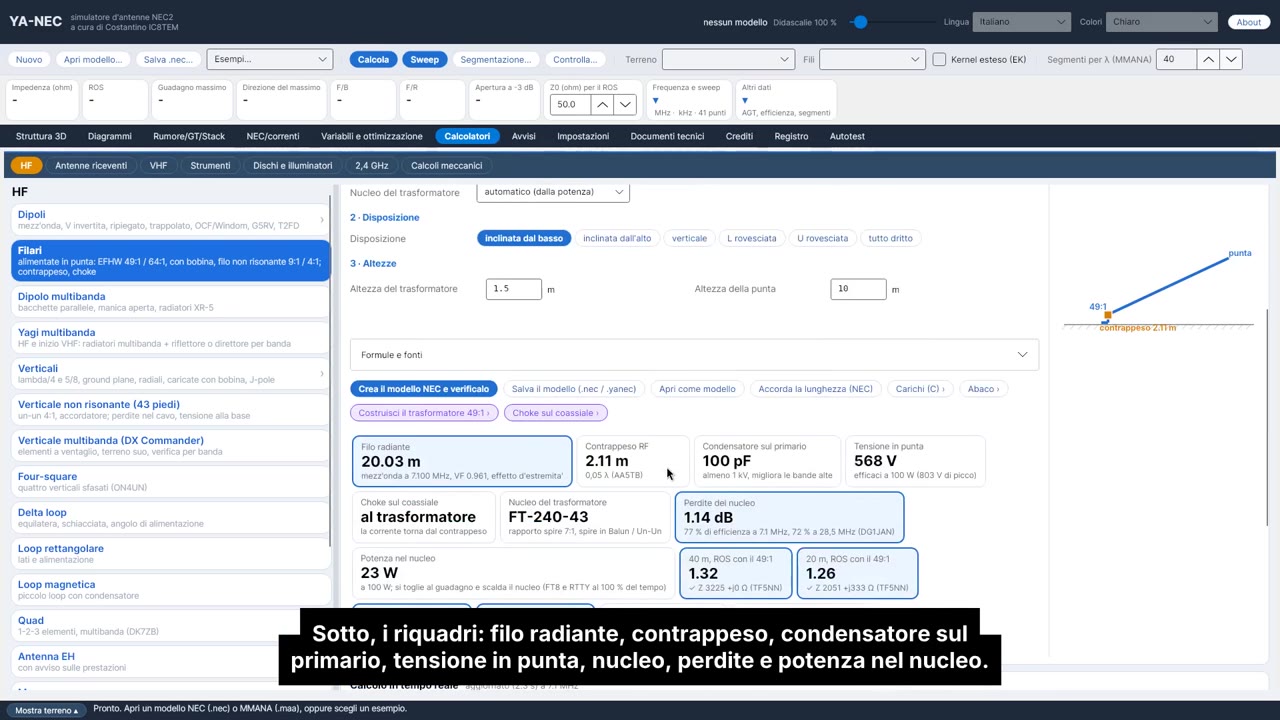 YA-NEC
simulatore d'antenne NEC2
a cura di Costantino IC8TEM
nessun modello
Didascalie 100 %
Lingua
Italiano
Colori
Chiaro
About
Nuovo
Apri modello...
Salva .nec...
Esempi...
Calcola
Sweep
Segmentazione...
Controlla...
Terreno
Fili
Kernel esteso (EK)
Segmenti per λ (MMANA)
40
Impedenza (ohm)
-
ROS
-
Guadagno massimo
-
Direzione del massimo
-
F/B
-
F/R
-
Apertura a -3 dB
-
Z0 (ohm) per il ROS
50.0
Frequenza e sweep
▼
MHz · kHz · 41 punti
Altri dati
▼
AGT, efficienza, segmenti
Struttura 3D
Diagrammi
Rumore/GT/Stack
NEC/correnti
Variabili e ottimizzazione
Calcolatori
Avvisi
Impostazioni
Documenti tecnici
Crediti
Registro
Autotest
HF
Antenne riceventi
VHF
Strumenti
Dischi e illuminatori
2,4 GHz
Calcoli meccanici
HF
Dipoli
mezz'onda, V invertita, ripiegato, trappolato, OCF/Windom, G5RV, T2FD
Filari
alimentate in punta: EFHW 49:1 / 64:1, con bobina, filo non risonante 9:1 / 4:1;
contrappeso, choke
Dipolo multibanda
bacchette parallele, manica aperta, radiatori XR-5
Yagi multibanda
HF e inizio VHF: radiatori multibanda + riflettore o direttore per banda
Verticali
lambda/4 e 5/8, ground plane, radiali, caricate con bobina, J-pole
Verticale non risonante (43 piedi)
un-un 4:1, accordatore; perdite nel cavo, tensione alla base
Verticale multibanda (DX Commander)
elementi a ventaglio, terreno suo, verifica per banda
Four-square
quattro verticali sfasati (ON4UN)
Delta loop
equilatera, schiacciata, angolo di alimentazione
Loop rettangolare
lati e alimentazione
Loop magnetica
piccolo loop con condensatore
Quad
1-2-3 elementi, multibanda (DK7ZB)
Antenna EH
con avviso sulle prestazioni
Nucleo del trasformatore
automatico (dalla potenza)
2 · Disposizione
Disposizione
inclinata dal basso
inclinata dall'alto
verticale
L rovesciata
U rovesciata
tutto dritto
3 · Altezze
Altezza del trasformatore
1.5
m
Altezza della punta
10
m
Formule e fonti
Crea il modello NEC e verificalo
Salva il modello (.nec / .yanec)
Apri come modello
Accorda la lunghezza (NEC)
Carichi (C) ›
Abaco ›
Costruisci il trasformatore 49:1 ›
Choke sul coassiale ›
Filo radiante
20.03 m
mezz'onda a 7.100 MHz, VF 0.961, effetto d'estremita'
Contrappeso RF
2.11 m
0,05 λ (AA5TB)
Condensatore sul primario
100 pF
almeno 1 kV, migliora le bande alte
Tensione in punta
568 V
efficaci a 100 W (803 V di picco)
Choke sul coassiale
al trasformatore
la corrente torna dal contrappeso
Nucleo del trasformatore
FT-240-43
rapporto spire 7:1, spire in Balun / Un-Un
Perdite del nucleo
1.14 dB
77 % di efficienza a 7.1 MHz, 72 % a 28,5 MHz (DG1JAN)
Potenza nel nucleo
23 W
a 100 W; si toglie al guadagno e scalda il nucleo (FT8 e RTTY al 100 % del tempo)
40 m, ROS con il 49:1
1.32
✓ Z 3225 +j0 Ω (TF5NN)
20 m, ROS con il 49:1
1.26
✓ Z 2051 +j333 Ω (TF5NN)
punta
49:1
contrappeso 2.11 m
Sotto, i riquadri: filo radiante, contrappeso, condensatore sul
primario, tensione in punta, nucleo, perdite e potenza nel nucleo.
Mostra terreno ▴
Pronto. Apri un modello NEC (.nec) o MMANA (.maa), oppure scegli un esempio.